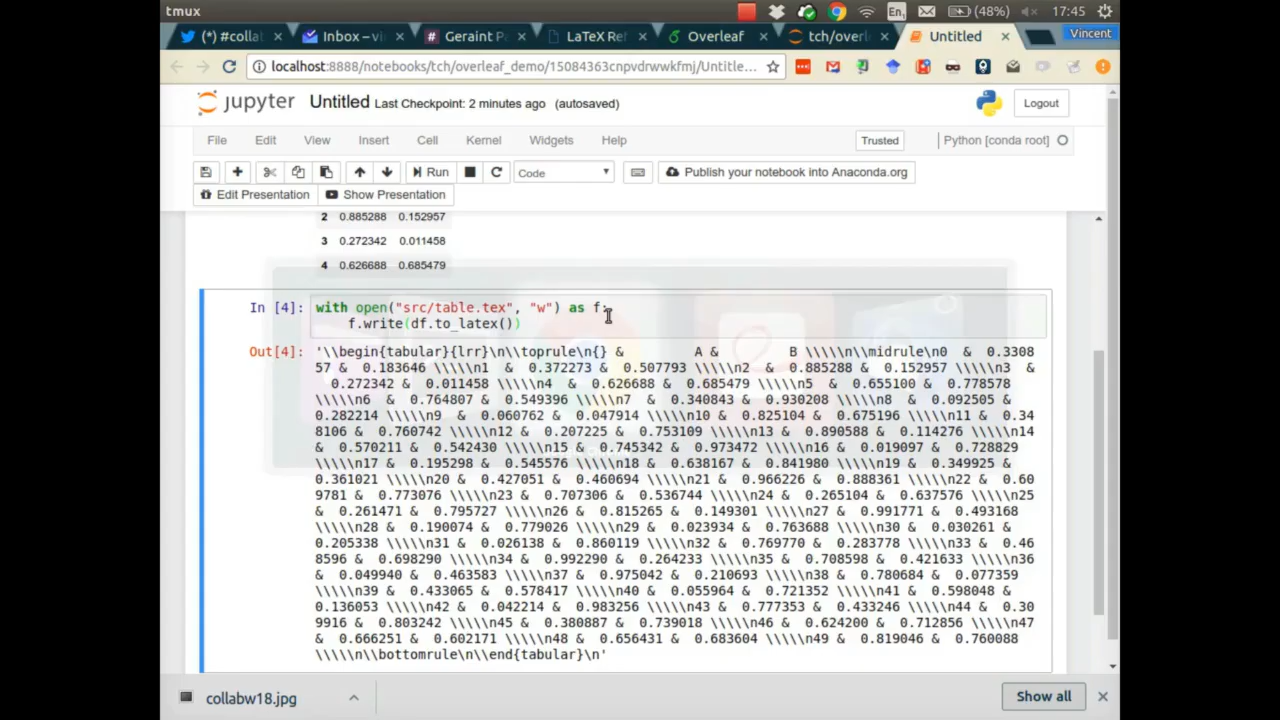 tmux
En1
(48%)
17:45
(*) #collal
Inbox – vi
Geraint P
LaTeX Ref
Overleaf
tch/overl
Untitled
Vincent
localhost:8888/notebooks/tch/overleaf_demo/15084363cnpvdrwwkfmj/Untitle...
jupyter Untitled Last Checkpoint: 2 minutes ago (autosaved)
Logout
File Edit View Insert Cell Kernel Widgets Help
Trusted
Python [conda root]
Run
Code
Publish your notebook into Anaconda.org
Edit Presentation
Show Presentation
2 0.885288 0.152957
3 0.272342 0.011458
4 0.626688 0.685479
In [4]: with open("src/table.tex", "w") as f:
f.write(df.to_latex())
Out[4]: '\\begin{tabular}{lrr}\n\\toprule\n{} & A & B \\\\\n\\midrule\n0 & 0.3308
57 & 0.183646 \\\\\n1 & 0.372273 & 0.507793 \\\\\n2 & 0.885288 & 0.152957 \\\\\n3 &
0.272342 & 0.011458 \\\\\n4 & 0.626688 & 0.685479 \\\\\n5 & 0.655100 & 0.778578
\\\\\n6 & 0.764807 & 0.549396 \\\\\n7 & 0.340843 & 0.930208 \\\\\n8 & 0.092505 &
0.282214 \\\\\n9 & 0.060762 & 0.047914 \\\\\n10 & 0.825104 & 0.675196 \\\\\n11 & 0.34
8106 & 0.760742 \\\\\n12 & 0.207225 & 0.753109 \\\\\n13 & 0.890588 & 0.114276 \\\\\n14
& 0.570211 & 0.542430 \\\\\n15 & 0.745342 & 0.973472 \\\\\n16 & 0.019097 & 0.728829
\\\\\n17 & 0.195298 & 0.545576 \\\\\n18 & 0.638167 & 0.841980 \\\\\n19 & 0.349925 &
0.361021 \\\\\n20 & 0.427051 & 0.460694 \\\\\n21 & 0.966226 & 0.888361 \\\\\n22 & 0.60
9781 & 0.773076 \\\\\n23 & 0.707306 & 0.536744 \\\\\n24 & 0.265104 & 0.637576 \\\\\n25
& 0.261471 & 0.795727 \\\\\n26 & 0.815265 & 0.149301 \\\\\n27 & 0.991771 & 0.493168
\\\\\n28 & 0.190074 & 0.779026 \\\\\n29 & 0.023934 & 0.763688 \\\\\n30 & 0.030261 &
0.205338 \\\\\n31 & 0.026138 & 0.860119 \\\\\n32 & 0.769770 & 0.283778 \\\\\n33 & 0.46
8596 & 0.698290 \\\\\n34 & 0.992290 & 0.264233 \\\\\n35 & 0.708598 & 0.421633 \\\\\n36
& 0.049940 & 0.463583 \\\\\n37 & 0.975042 & 0.210693 \\\\\n38 & 0.780684 & 0.077359
\\\\\n39 & 0.433065 & 0.578417 \\\\\n40 & 0.055964 & 0.721352 \\\\\n41 & 0.598048 &
0.136053 \\\\\n42 & 0.042214 & 0.983256 \\\\\n43 & 0.777353 & 0.433246 \\\\\n44 & 0.30
9916 & 0.803242 \\\\\n45 & 0.380887 & 0.739018 \\\\\n46 & 0.624200 & 0.712856 \\\\\n47
& 0.666251 & 0.602171 \\\\\n48 & 0.656431 & 0.683604 \\\\\n49 & 0.819046 & 0.760088
\\\\\n\\bottomrule\n\\end{tabular}\n'
collabw18.jpg
Show all